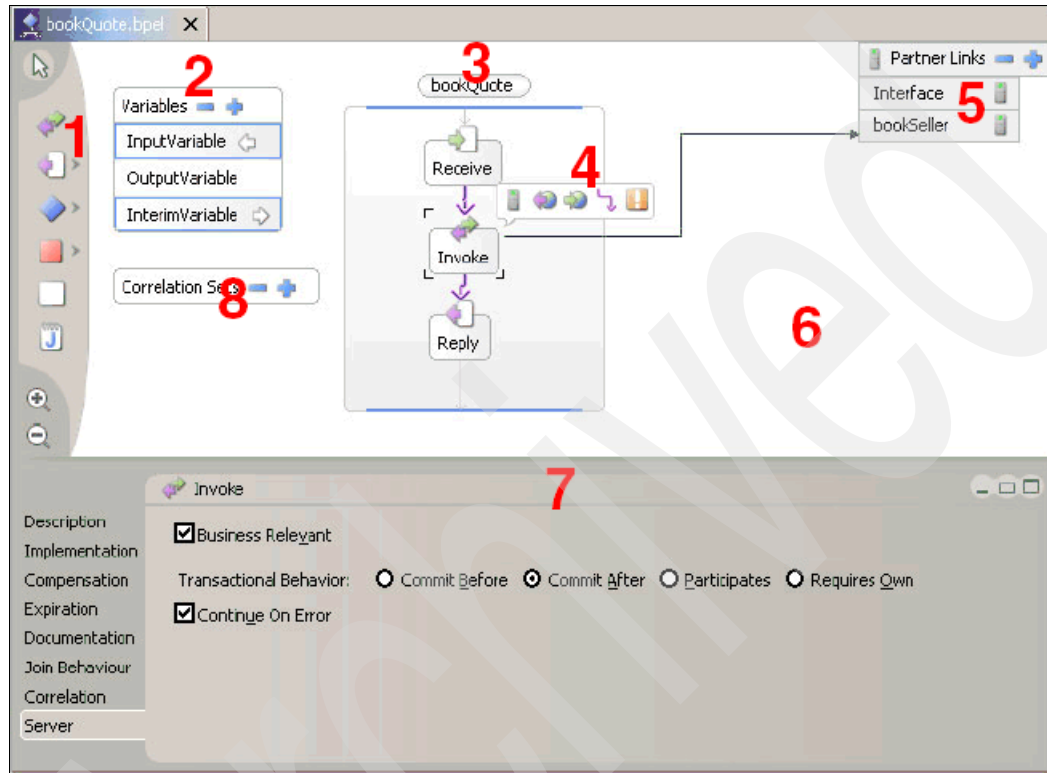 bookQuote.bpel
3
bookQuote
Partner Links
2
Variables
1
InputVariable
OutputVariable
InterimVariable
Interface
5
bookSeller
Receive
4
Invoke
Correlation Sets
8
Reply
6
7
Invoke
Description
Implementation
Compensation
Expiration
Documentation
Join Behaviour
Correlation
Server
Business Relevant
Transactional Behavior: Commit Before Commit After Participates Requires Own
Continue On Error
J